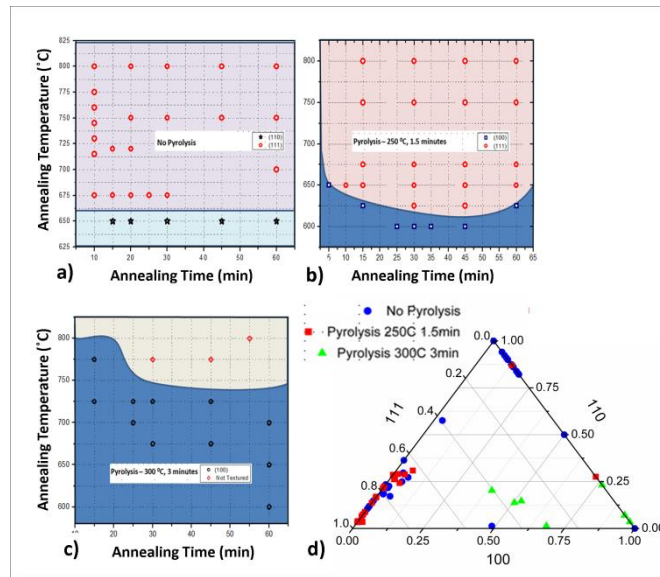 825
800
775
750
725
700
675
650
625
10 20 30 40 50 60
Annealing Temperature (°C)
Annealing Time (min)
No Pyrolysis
(110)
(111)
a)
800
750
700
650
600
5 10 15 20 25 30 35 40 45 50 55 60 65
Annealing Temperature (°C)
Annealing Time (min)
Pyrolysis – 250 °C, 1.5 minutes
(100)
(111)
b)
800
750
700
650
600
20 30 40 50 60
Annealing Temperature (°C)
Annealing Time (min)
Pyrolysis – 300 °C, 3 minutes
(100)
Not Textured
c)
No Pyrolysis
Pyrolysis 250C 1.5min
Pyrolysis 300C 3min
0.0 1.00
0.2 0.75
0.4 0.50
0.6 0.25
0.8 0.00
1.0
111
110
0.00 0.25 0.50 0.75 1.00
100
d)